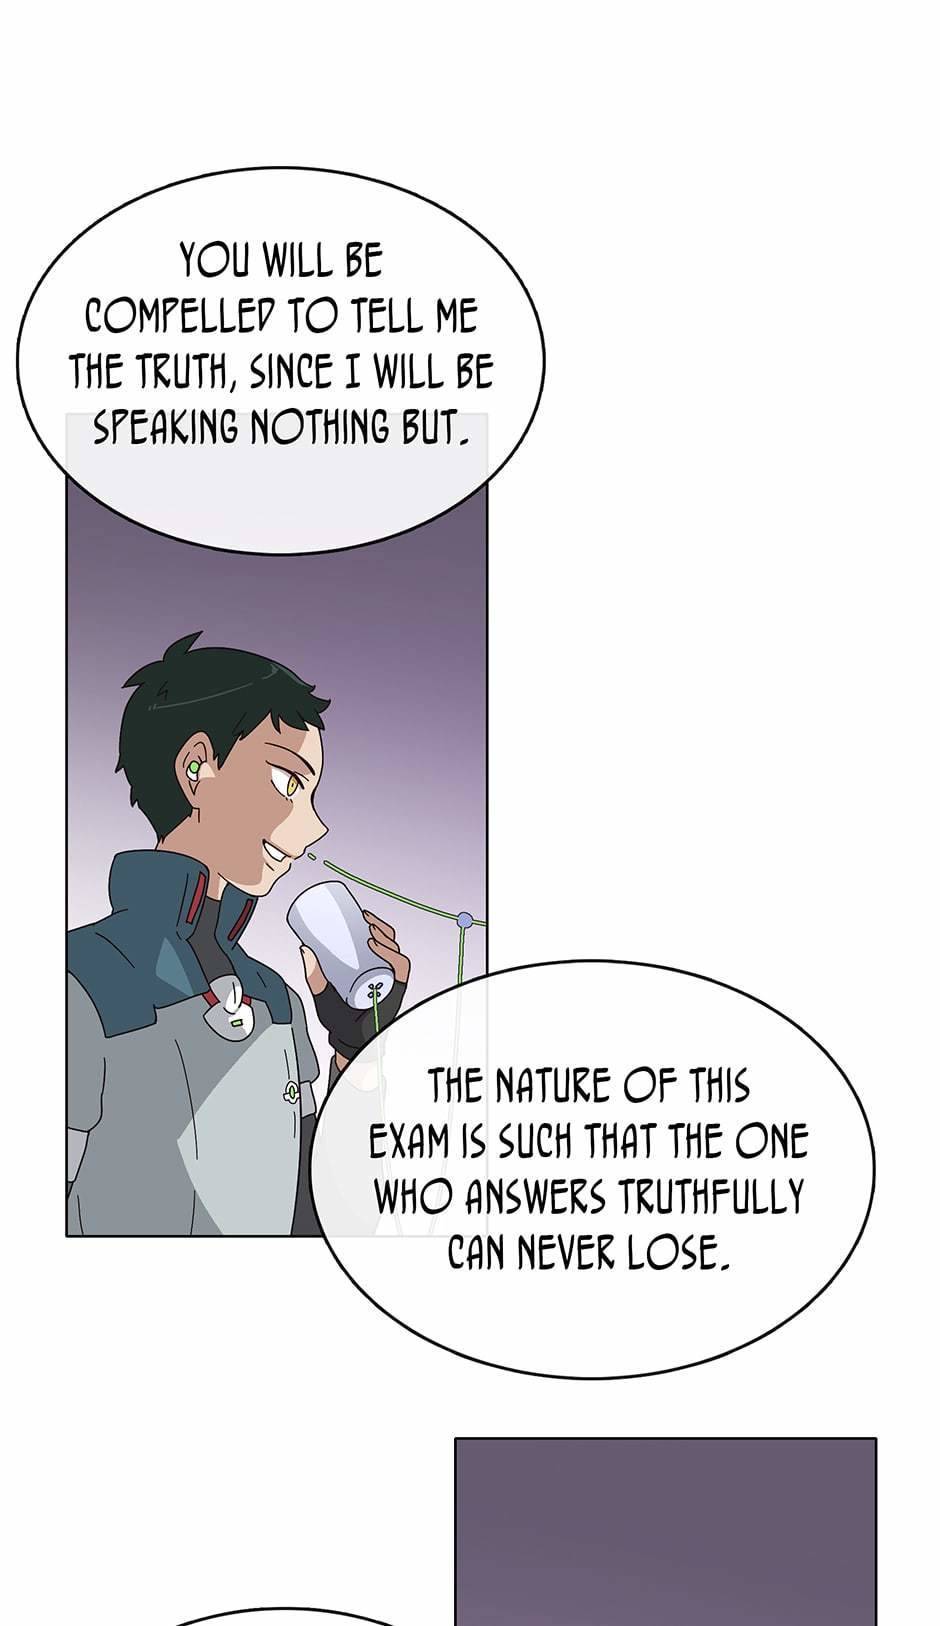 YOU WILL BE
COMPELLED TO TELL ME
THE TRUTH, SINCE I WILL BE
SPEAKING NOTHING BUT.
THE NATURE OF THIS
EXAM IS SUCH THAT THE ONE
WHO ANSWERS TRUTHFULLY
CAN NEVER LOSE.